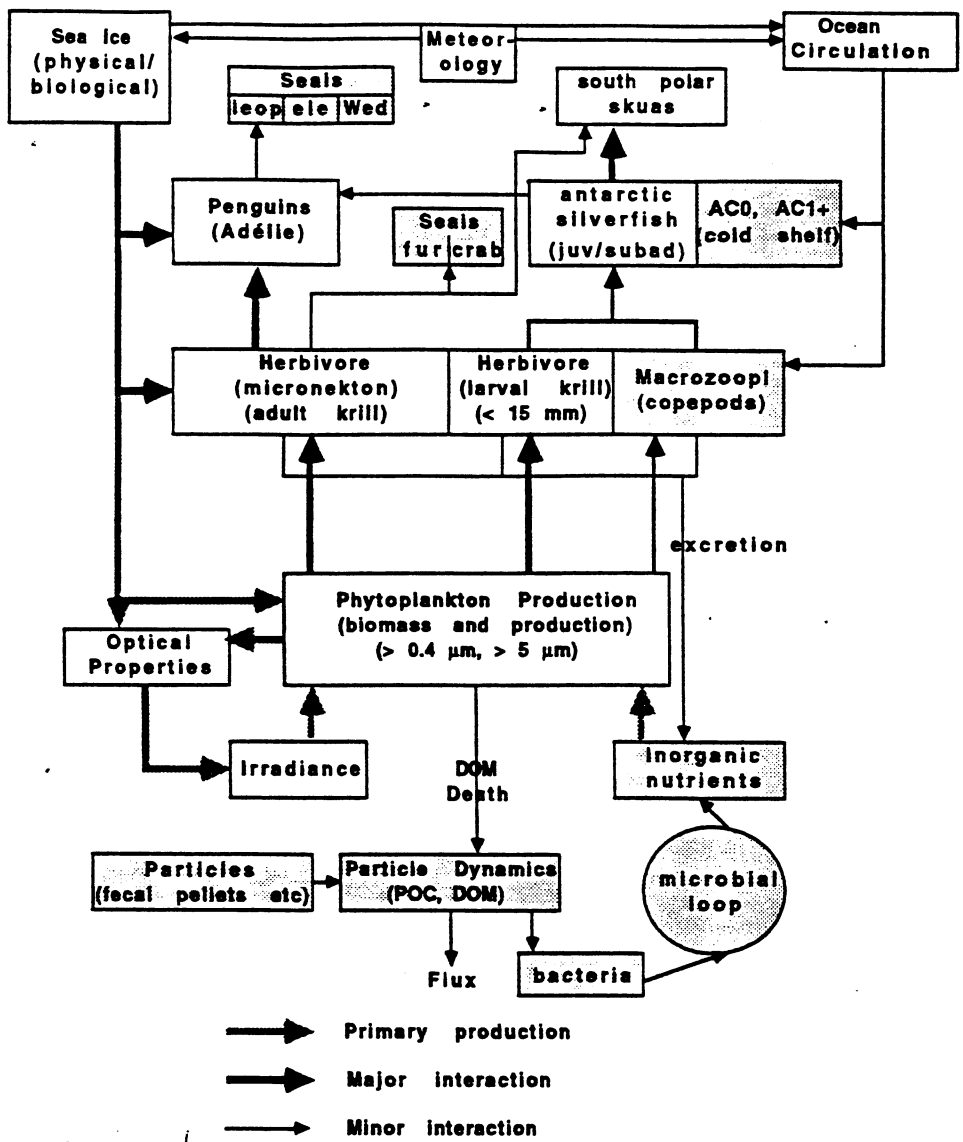 Sea ice
(physical/
biological)
Meteor-
ology
Ocean
Circulation
Seals
leop ele Wed
south polar
skuas
Penguins
(Adélie)
Seals
fur crab
antarctic
silverfish
(juv/subad)
AC0, AC1+
(cold shelf)
Herbivore
(micronekton)
(adult krill)
Herbivore
(larval krill)
(< 15 mm)
Macrozoopl
(copepoda)
excretion
Phytoplankton Production
(biomass and production)
(> 0.4 µm, > 5 µm)
Optical
Properties
Irradiance
DOM
Death
Inorganic
nutrients
Particles
(fecal pellets etc)
Particle Dynamics
(POC, DOM)
microbial
loop
Flux
bacteria
Primary production
Major interaction
Minor interaction